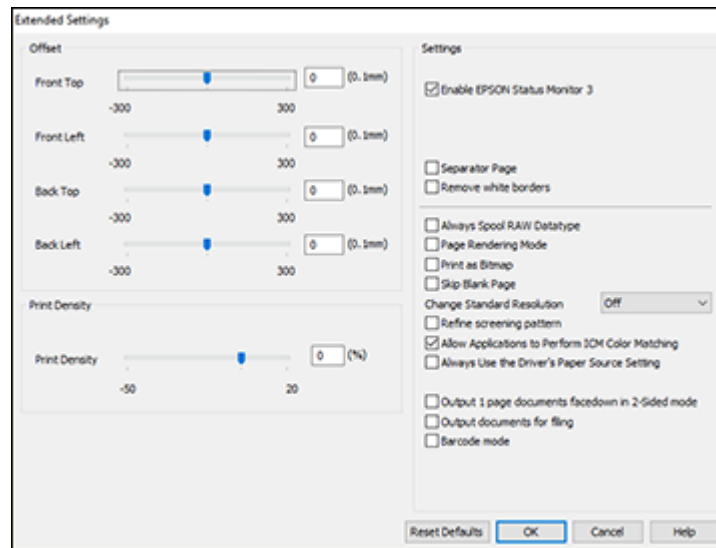 Extended Settings
Offset
Front Top 0 (0.1mm)
-300 300
Front Left 0 (0.1mm)
-300 300
Back Top 0 (0.1mm)
-300 300
Back Left 0 (0.1mm)
-300 300
Print Density
Print Density 0 (%)
-50 20
Settings
Enable EPSON Status Monitor 3
Separator Page
Remove white borders
Always Spool RAW Datatype
Page Rendering Mode
Print as Bitmap
Skip Blank Page
Change Standard Resolution Off
Refine screening pattern
Allow Applications to Perform ICM Color Matching
Always Use the Driver's Paper Source Setting
Output 1 page documents facedown in 2-Sided mode
Output documents for filing
Barcode mode
Reset Defaults OK Cancel Help